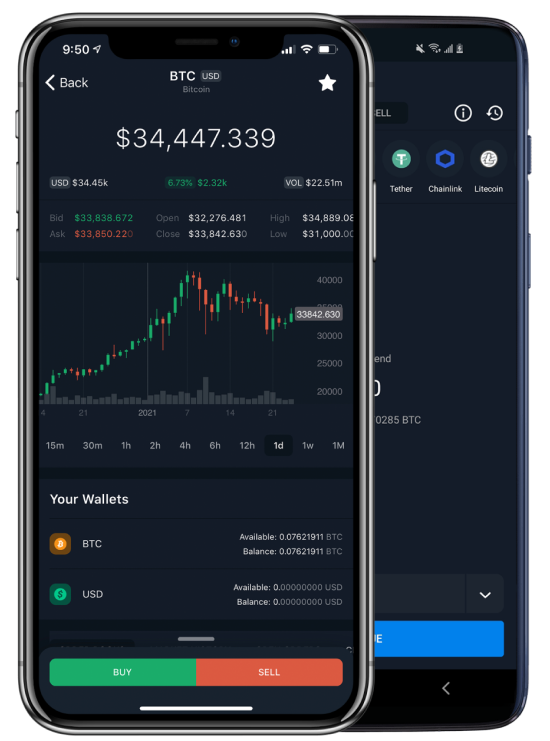 9:50
Back
BTC USD
Bitcoin
$34,447.339
USD $34.45k 6.73% $2.32k VOL $22.51m
Bid $33,838.672 Open $32,276.481 High $34,889.08
Ask $33,850.220 Close $33,842.630 Low $31,000.00
40000
33842.630
30000
25000
20000
4 21 2021 7 14 21
15m 30m 1h 2h 4h 6h 12h 1d 1w 1M
Your Wallets
BTC
Available: 0.07621911 BTC
Balance: 0.07621911 BTC
USD
Available: 0.00000000 USD
Balance: 0.00000000 USD
BUY SELL
ELL
Tether Chainlink Litecoin
end
0285 BTC
UE